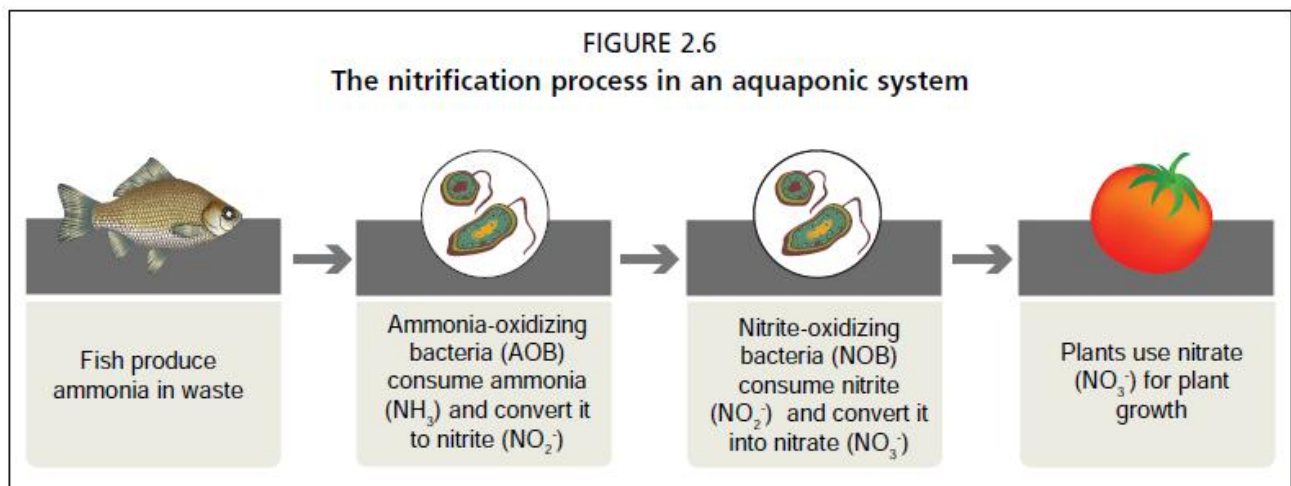 FIGURE 2.6
The nitrification process in an aquaponic system
Fish produce
ammonia in waste
Ammonia-oxidizing
bacteria (AOB)
consume ammonia
(NH₃) and convert it
to nitrite (NO₂⁻)
Nitrite-oxidizing
bacteria (NOB)
consume nitrite
(NO₂⁻) and convert it
into nitrate (NO₃⁻)
Plants use nitrate
(NO₃⁻) for plant
growth